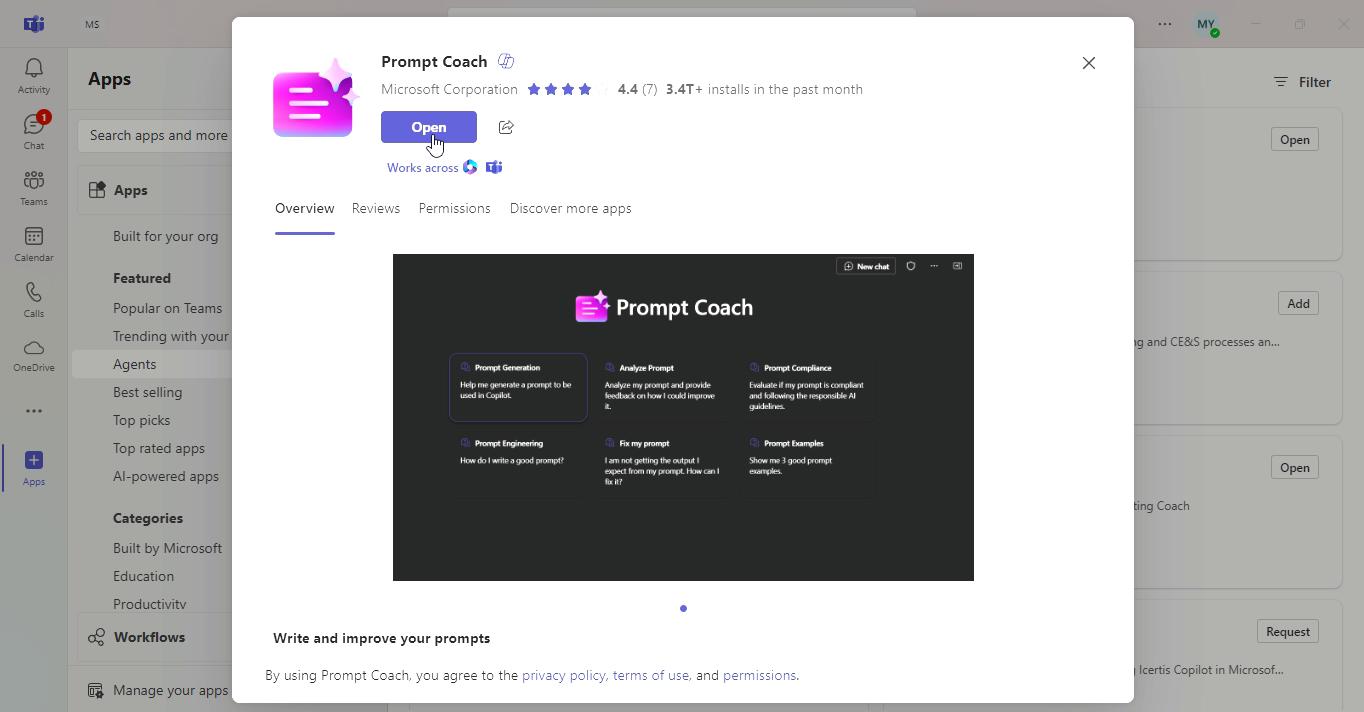 MS
MY
Activity
Chat
1
Teams
Calendar
Calls
OneDrive
Apps
Apps
Search apps and more
Apps
Built for your org
Featured
Popular on Teams
Trending with your
Agents
Best selling
Top picks
Top rated apps
AI-powered apps
Categories
Built by Microsoft
Education
Productivity
Workflows
Manage your apps
Prompt Coach
Microsoft Corporation 4.4 (7) 3.4T+ installs in the past month
Open
Works across
Overview Reviews Permissions Discover more apps
New chat
Prompt Coach
Prompt Generation
Help me generate a prompt to be
used in Copilot.
Analyze Prompt
Analyze my prompt and provide
feedback on how I could improve
it.
Prompt Compliance
Evaluate if my prompt is compliant
and following the responsible AI
guidelines.
Prompt Engineering
How do I write a good prompt?
Fix my prompt
I am not getting the output I
expect from my prompt. How can I
fix it?
Prompt Examples
Show me 3 good prompt
examples.
Write and improve your prompts
By using Prompt Coach, you agree to the privacy policy, terms of use, and permissions.
Filter
Open
Add
and CE&S processes an...
Open
Coach
Request
Icertis Copilot in Microsof...